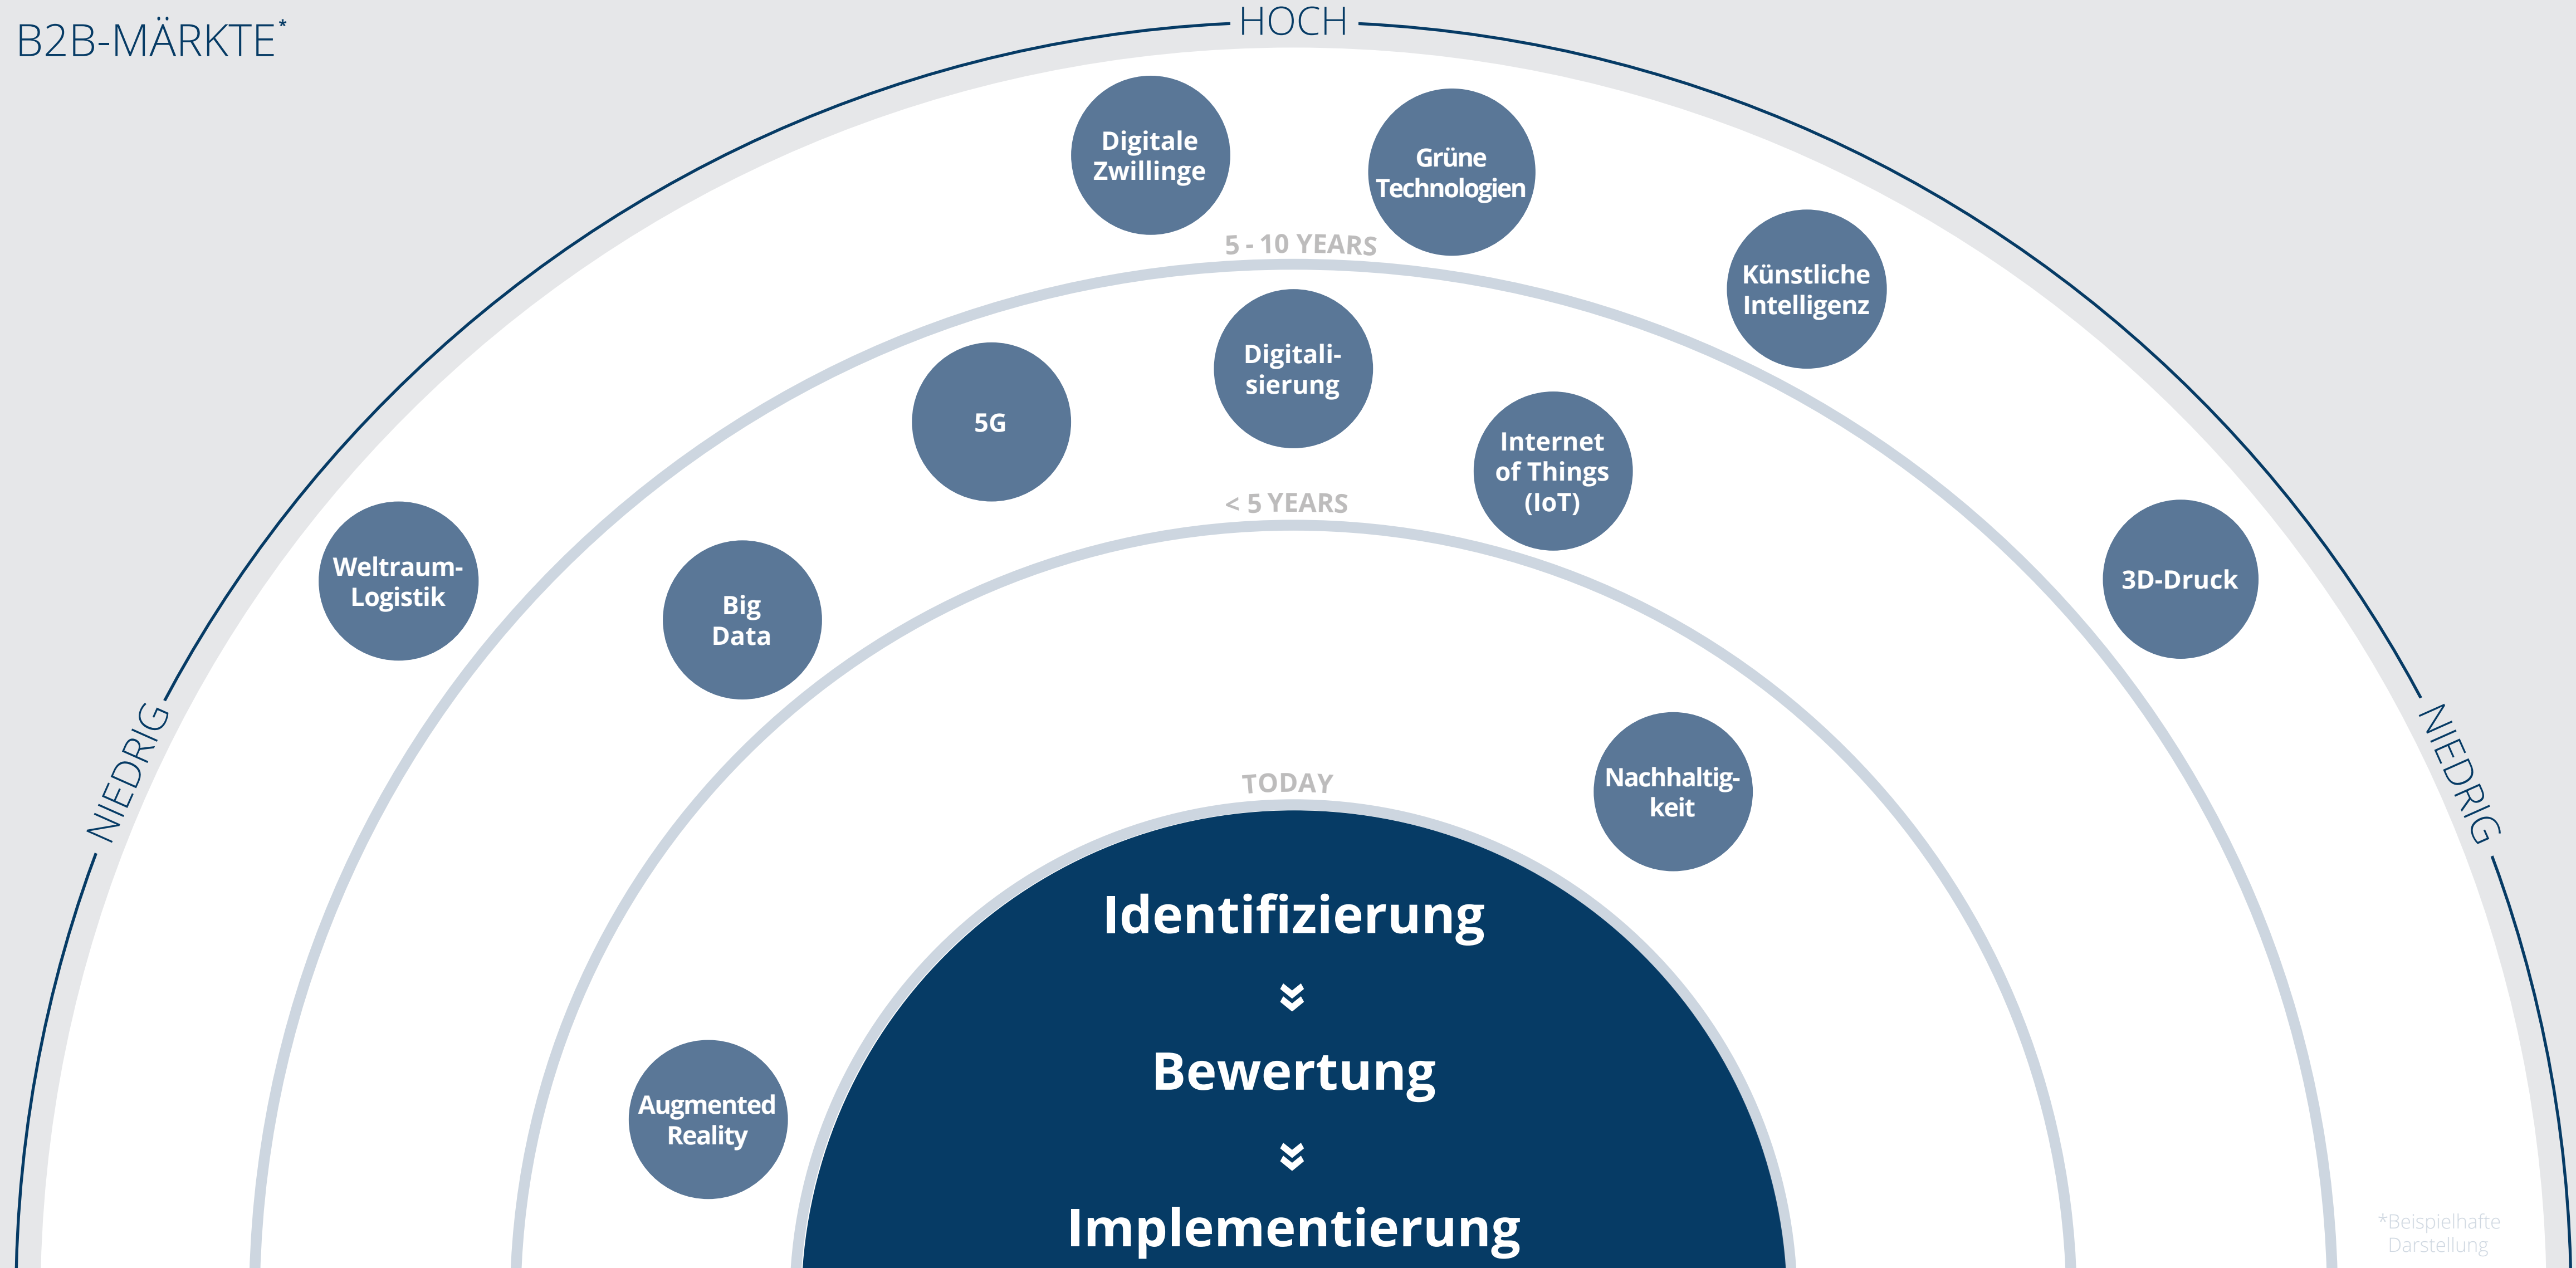 B2B-MÄRKTE*
HOCH
Digitale
Zwillinge
Grüne
Technologien
5 - 10 YEARS
Künstliche
Intelligenz
Digitali-
sierung
5G
Internet
of Things
(IoT)
< 5 YEARS
Weltraum-
Logistik
3D-Druck
Big
Data
NIEDRIG
NIEDRIG
TODAY
Nachhaltig-
keit
Identifizierung
Bewertung
Augmented
Reality
Implementierung
*Beispielhafte
Darstellung